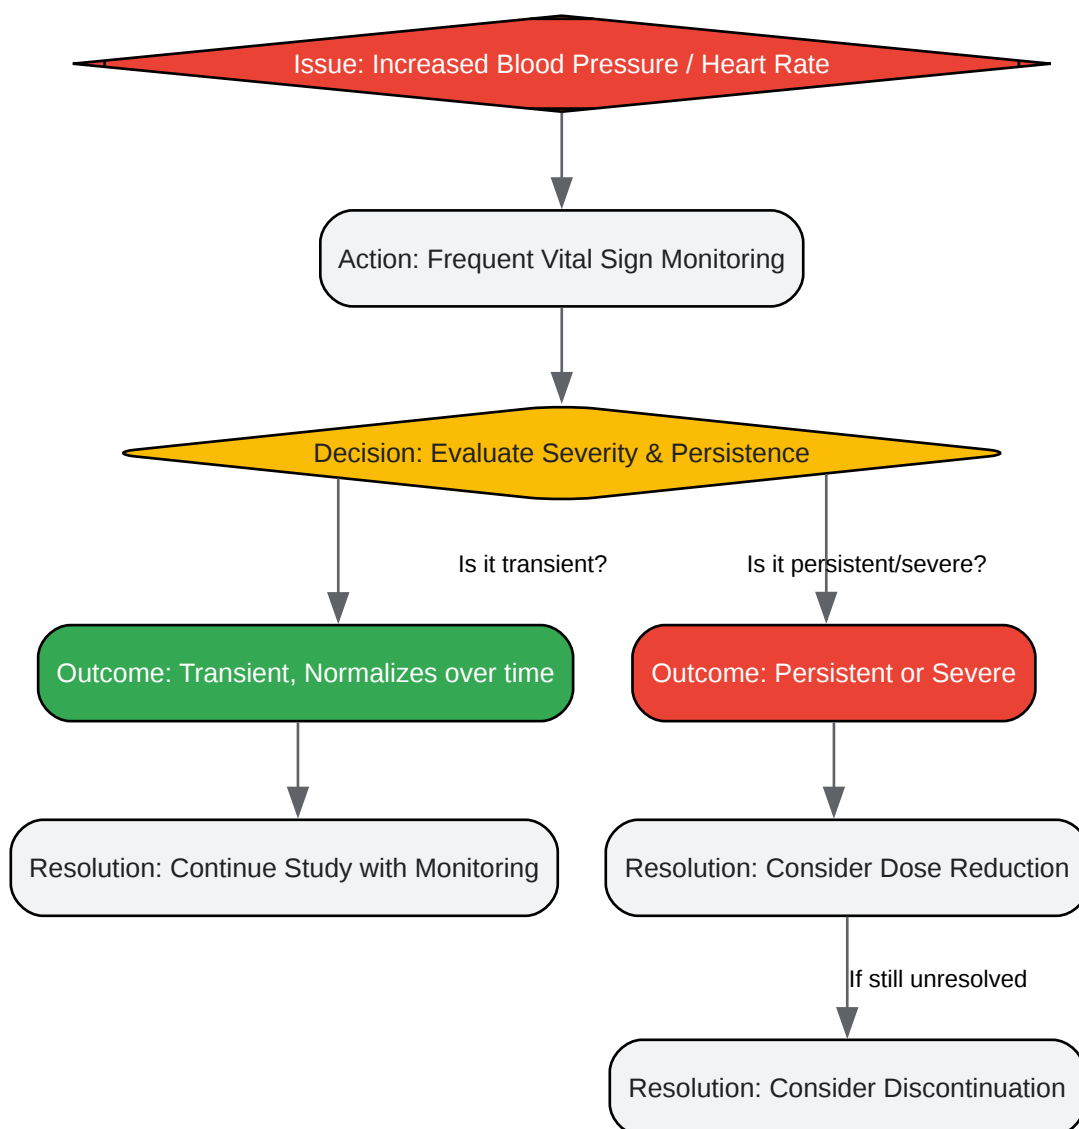 Issue: Increased Blood Pressure / Heart Rate
Action: Frequent Vital Sign Monitoring
Decision: Evaluate Severity & Persistence
Is it transient?
Is it persistent/severe?
Outcome: Transient, Normalizes over time
Outcome: Persistent or Severe
Resolution: Continue Study with Monitoring
Resolution: Consider Dose Reduction
If still unresolved
Resolution: Consider Discontinuation